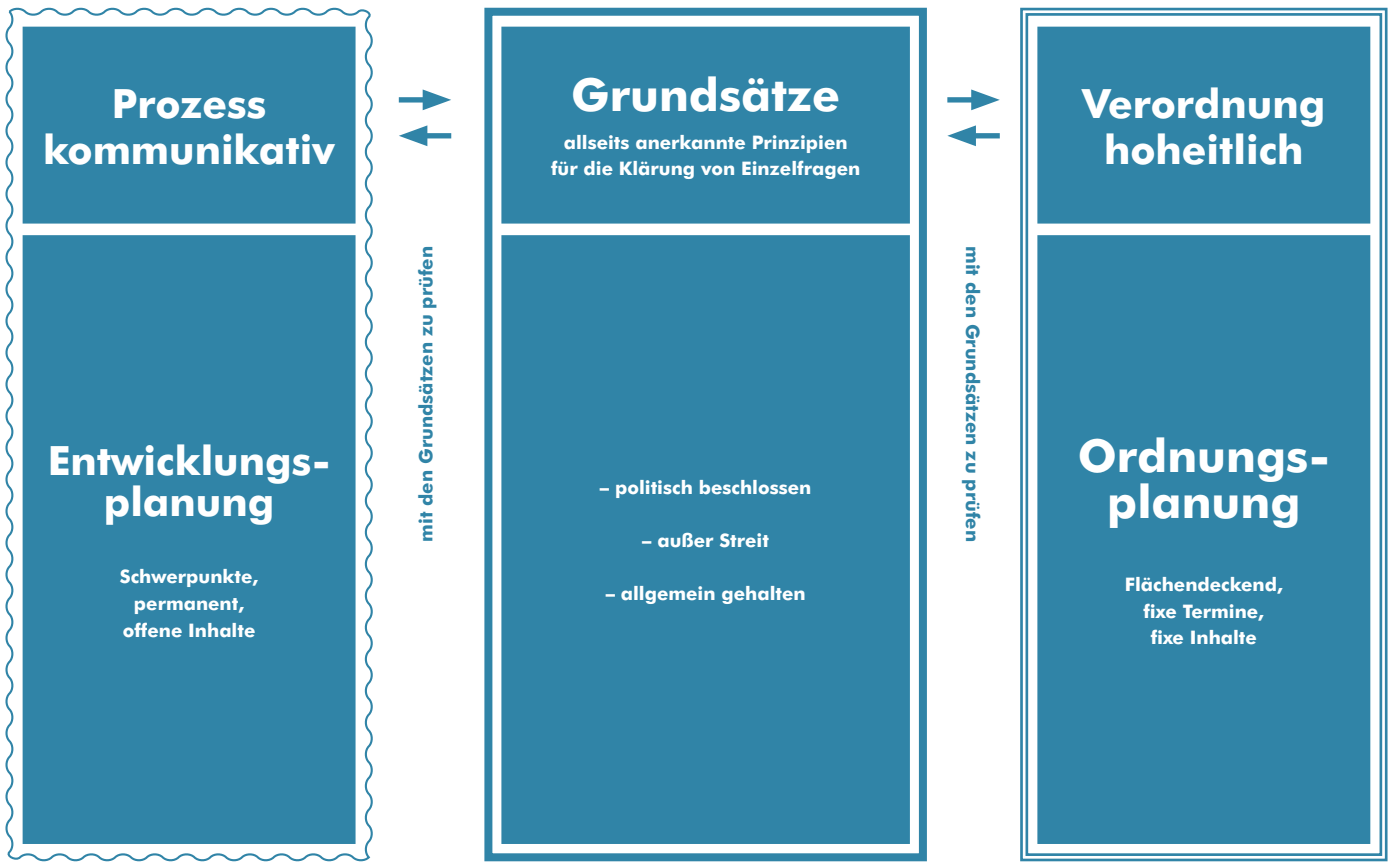 Prozess
kommunikativ
Entwicklungs-
planung
Schwerpunkte,
permanent,
offene Inhalte
mit den Grundsätzen zu prüfen
Grundsätze
allseits anerkannte Prinzipien
für die Klärung von Einzelfragen
– politisch beschlossen
– außer Streit
– allgemein gehalten
mit den Grundsätzen zu prüfen
Verordnung
hoheitlich
Ordnungs-
planung
Flächendeckend,
fixe Termine,
fixe Inhalte